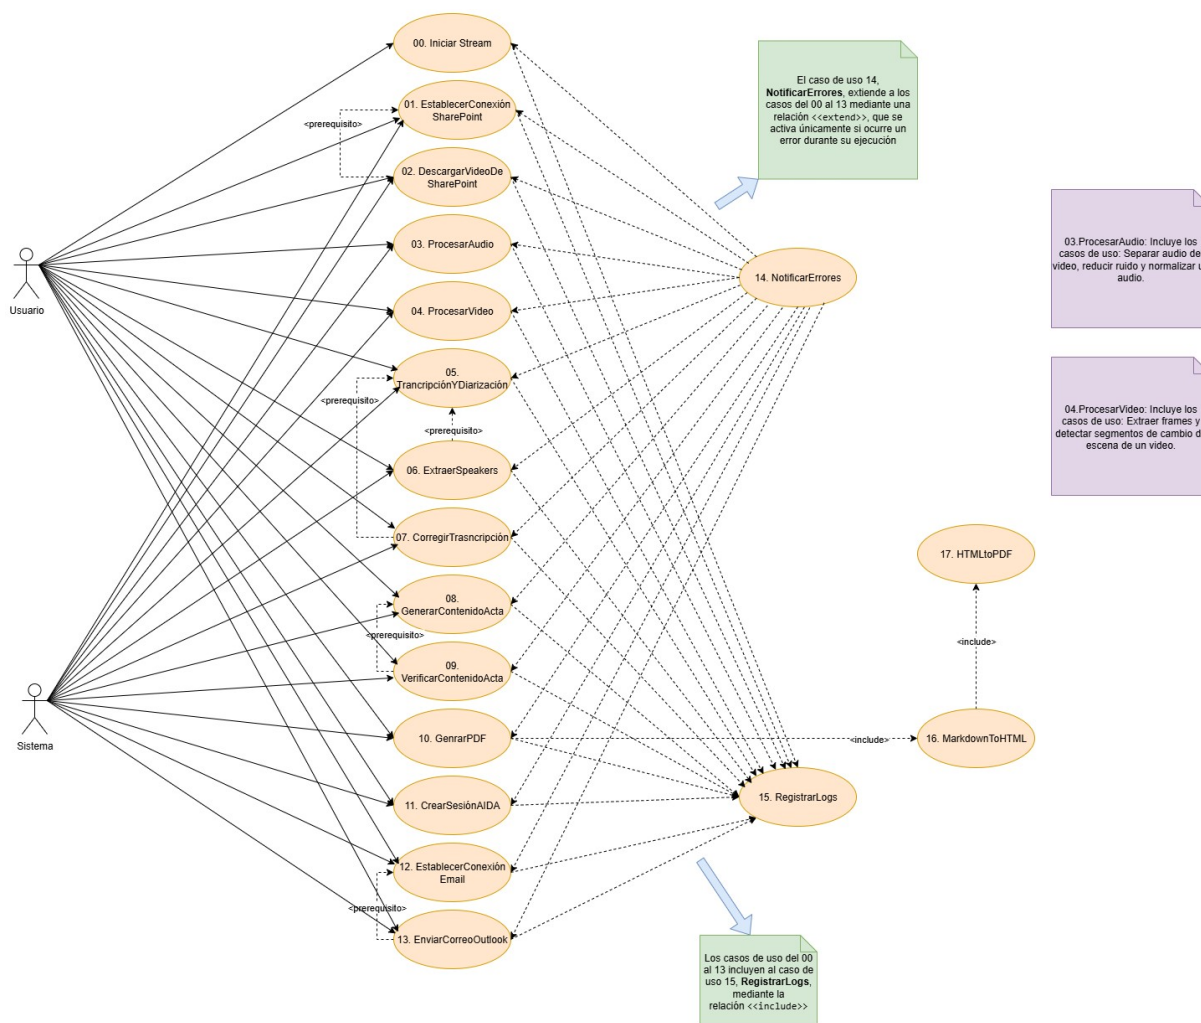 00. Iniciar Stream
01. EstablecerConexión
SharePoint
<prerequisito>
02. DescargarVideoDe
SharePoint
03. ProcesarAudio
04. ProcesarVideo
05.
TrancripciónYDiarización
<prerequisito>
<prerequisito>
06. ExtraerSpeakers
07. CorregirTrasncripción
08.
GenerarContenidoActa
<prerequisito>
09.
VerificarContenidoActa
10. GenrarPDF
11. CrearSesiónAIDA
12. EstablecerConexión
Email
<prerequisito>
13. EnviarCorreoOutlook
Usuario
Sistema
El caso de uso 14,
NotificarErrores, extiende a los
casos del 00 al 13 mediante una
relación <<extend>>, que se
activa únicamente si ocurre un
error durante su ejecución
14. NotificarErrores
03.ProcesarAudio: Incluye los
casos de uso: Separar audio de
video, reducir ruido y normalizar u
audio.
04.ProcesarVideo: Incluye los
casos de uso: Extraer frames y
detectar segmentos de cambio d
escena de un video.
17. HTMLtoPDF
<include>
<include>
16. MarkdownToHTML
15. RegistrarLogs
Los casos de uso del 00
al 13 incluyen al caso de
uso 15, RegistrarLogs,
mediante la
relación <<include>>